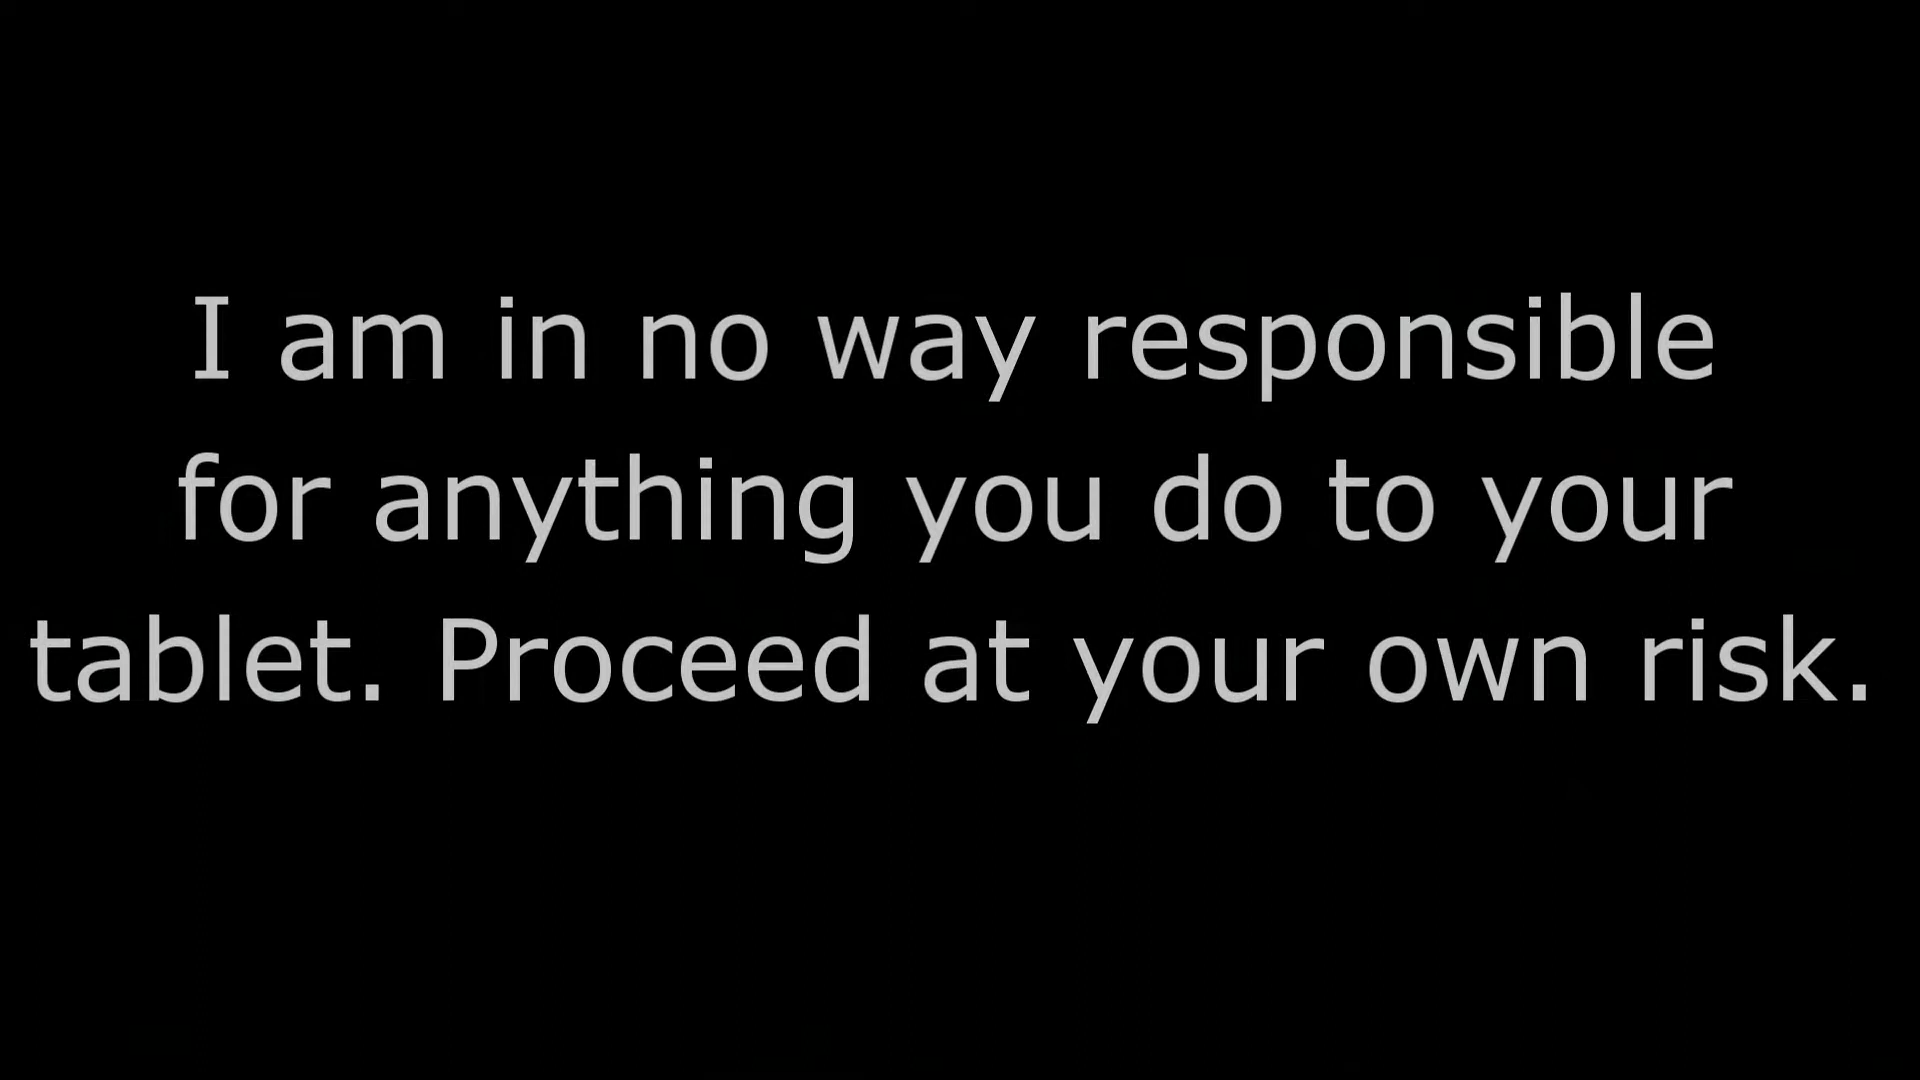 I am in no way responsible
for anything you do to your
tablet. Proceed at your own risk.